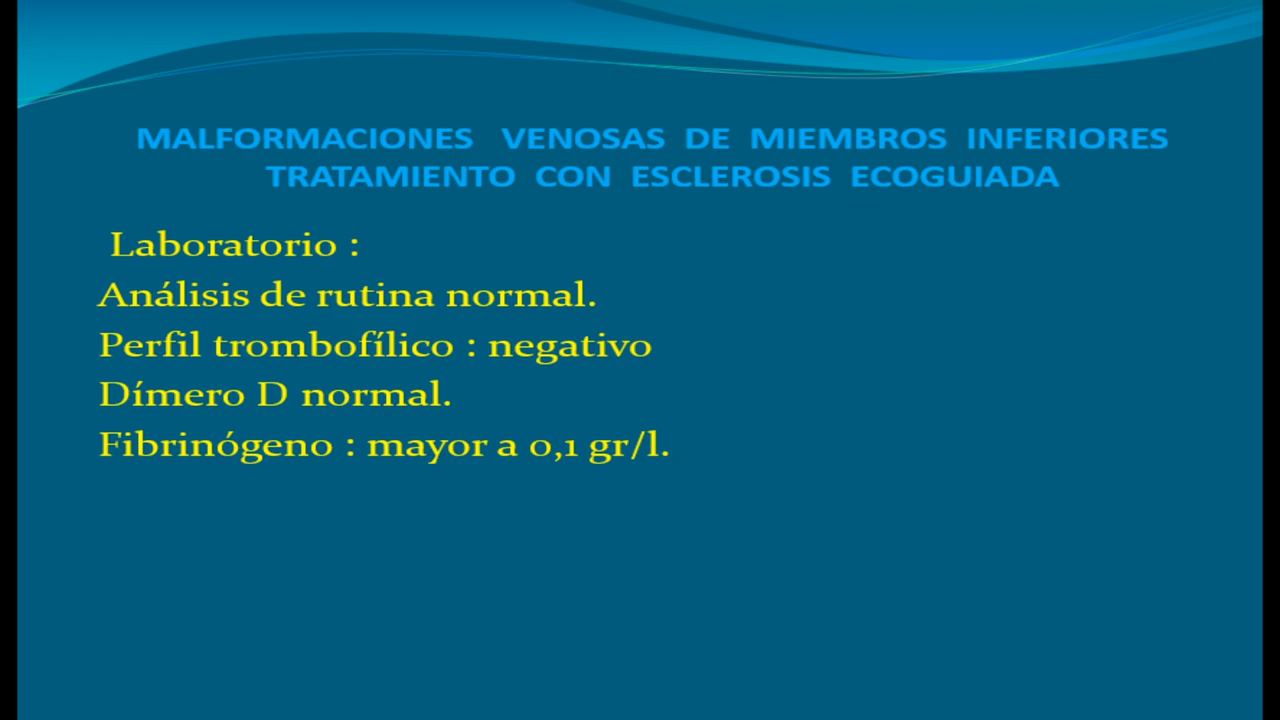 MALFORMACIONES VENOSAS DE MIEMBROS INFERIORES
TRATAMIENTO CON ESCLEROSIS ECOGUIADA
Laboratorio :
Análisis de rutina normal.
Perfil trombofílico : negativo
Dímero D normal.
Fibrinógeno : mayor a 0,1 gr/l.